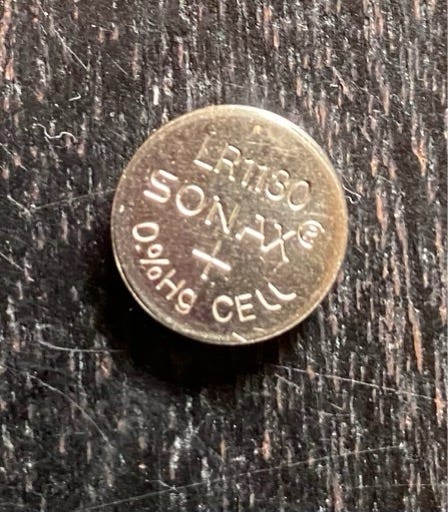 LR1130
SONAX®
+
0%Hg CELL